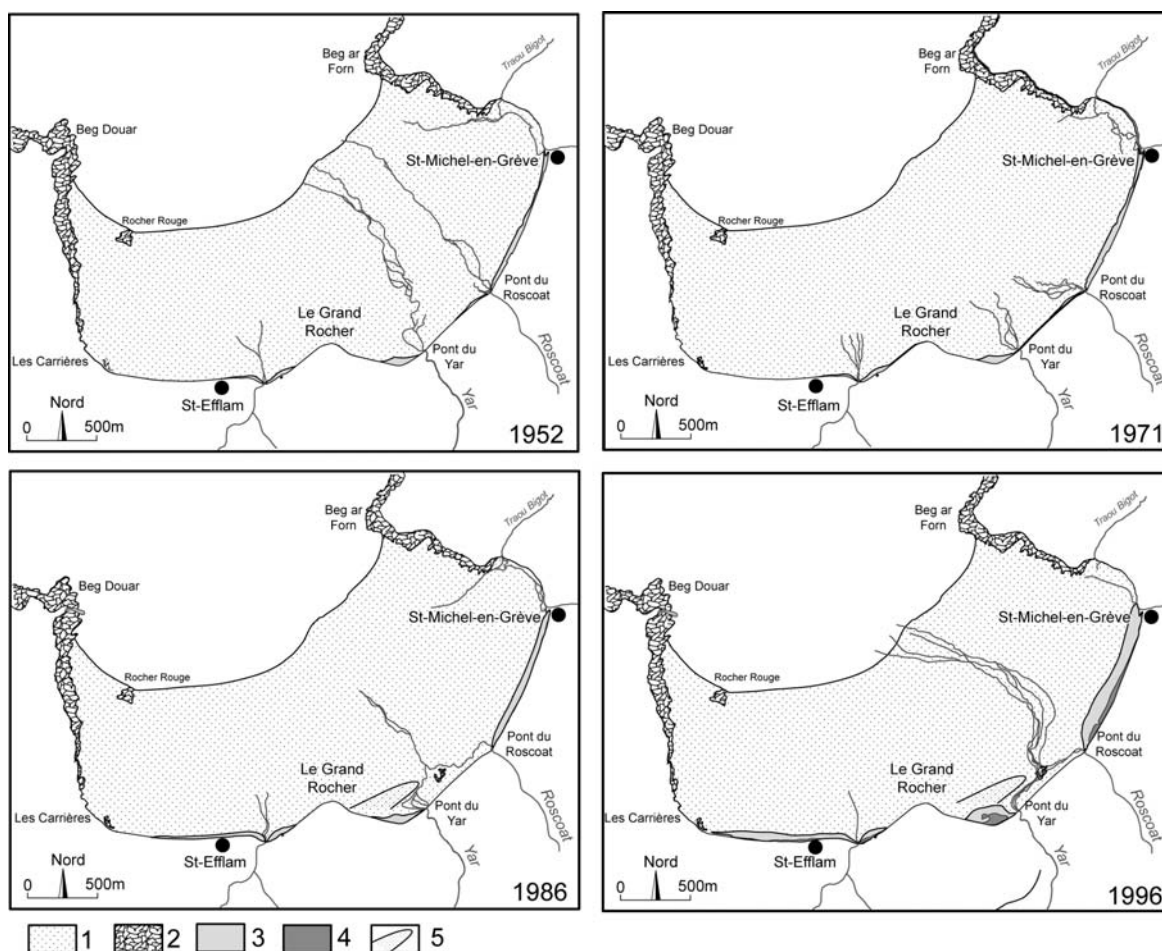 Beg ar
Forn
Traou Bigot
Beg Douar
St-Michel-en-Grève
Rocher Rouge
Le Grand
Rocher
Pont du
Roscoat
Roscoat
Les Carrières
Pont du
Yar
Yar
St-Efflam
Nord
0 500m
1952
Beg ar
Forn
Traou Bigot
Beg Douar
St-Michel-en-Grève
Rocher Rouge
Le Grand
Rocher
Pont du
Roscoat
Roscoat
Les Carrières
Pont du
Yar
Yar
St-Efflam
Nord
0 500m
1971
Beg ar
Forn
Traou Bigot
Beg Douar
St-Michel-en-Grève
Rocher Rouge
Le Grand
Rocher
Pont du
Roscoat
Roscoat
Les Carrières
Pont du
Yar
Yar
St-Efflam
Nord
0 500m
1986
Beg ar
Forn
Traou Bigot
Beg Douar
St-Michel-en-Grève
Rocher Rouge
Le Grand
Rocher
Pont du
Roscoat
Roscoat
Les Carrières
Pont du
Yar
Yar
St-Efflam
Nord
0 500m
1996
1 2 3 4 5